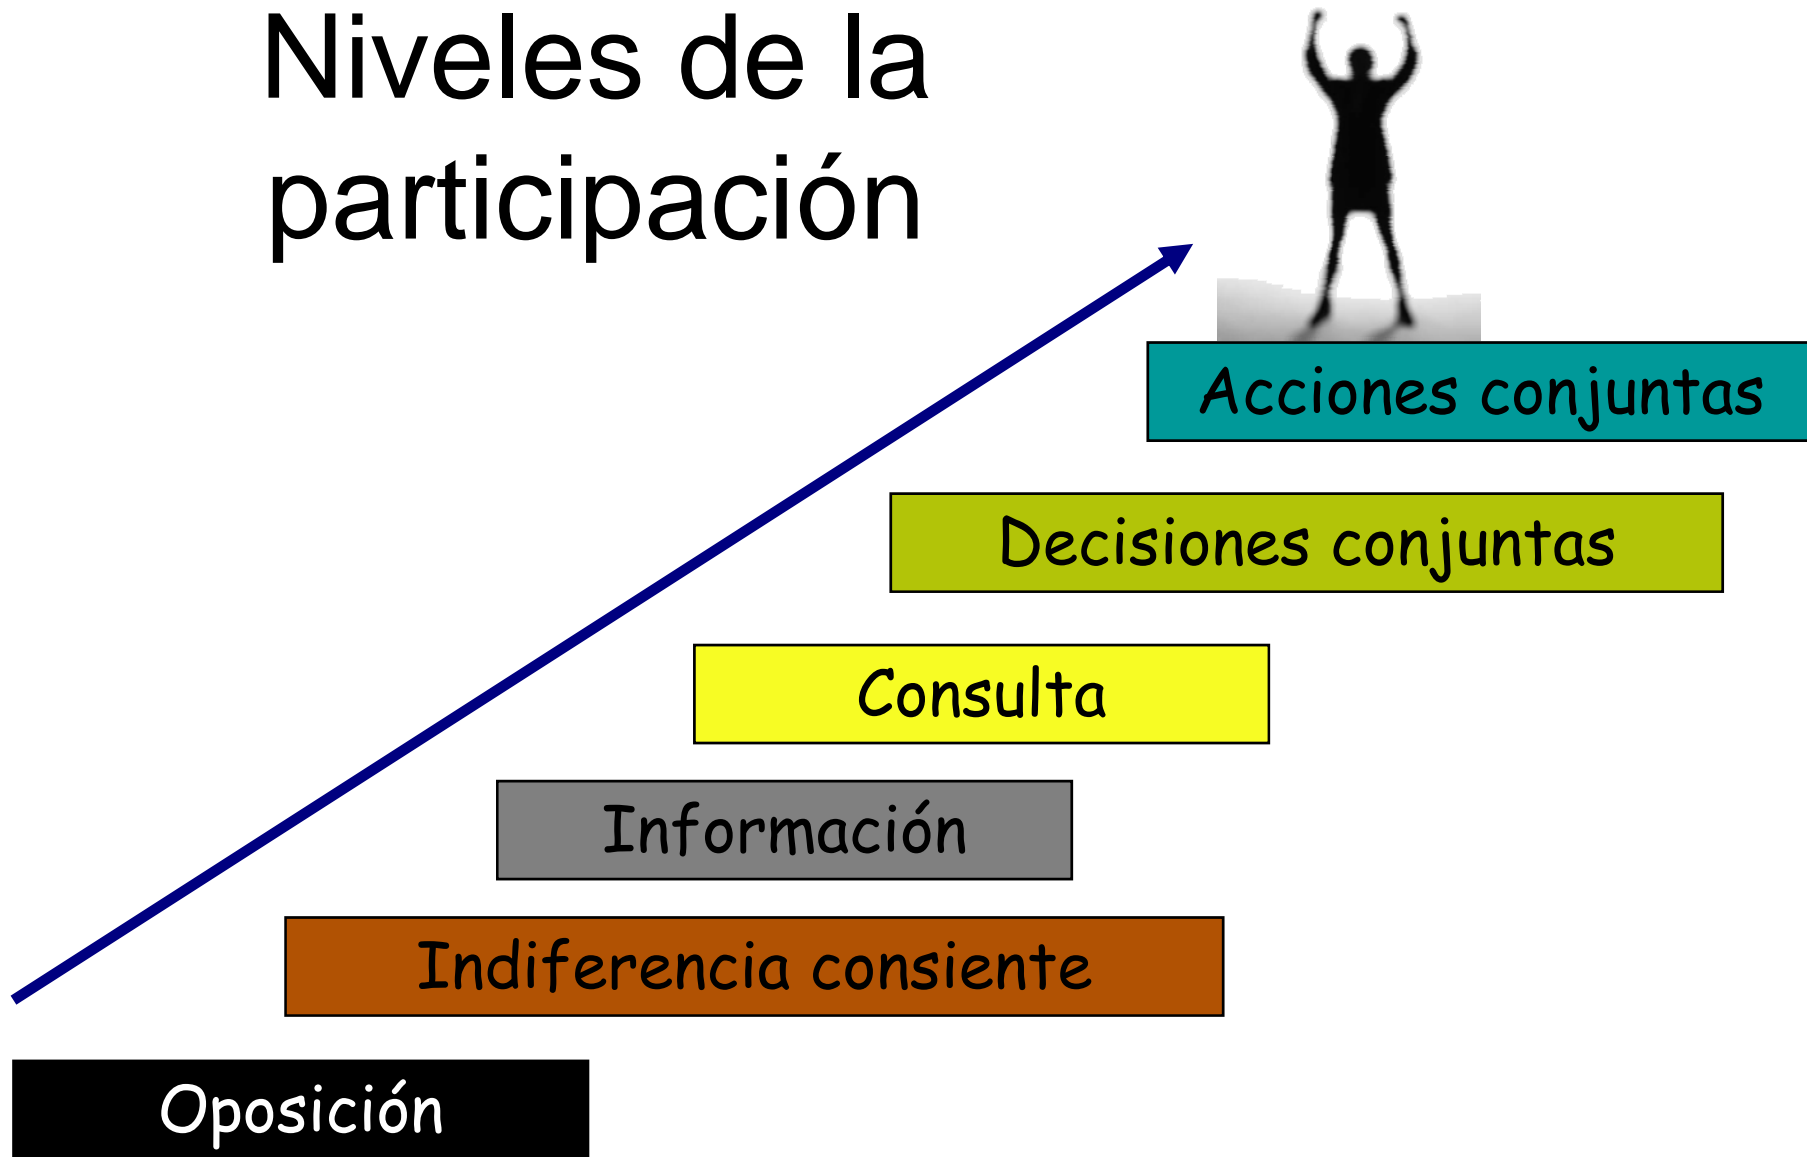 Niveles de la
participación
Acciones conjuntas
Decisiones conjuntas
Consulta
Información
Indiferencia consiente
Oposición